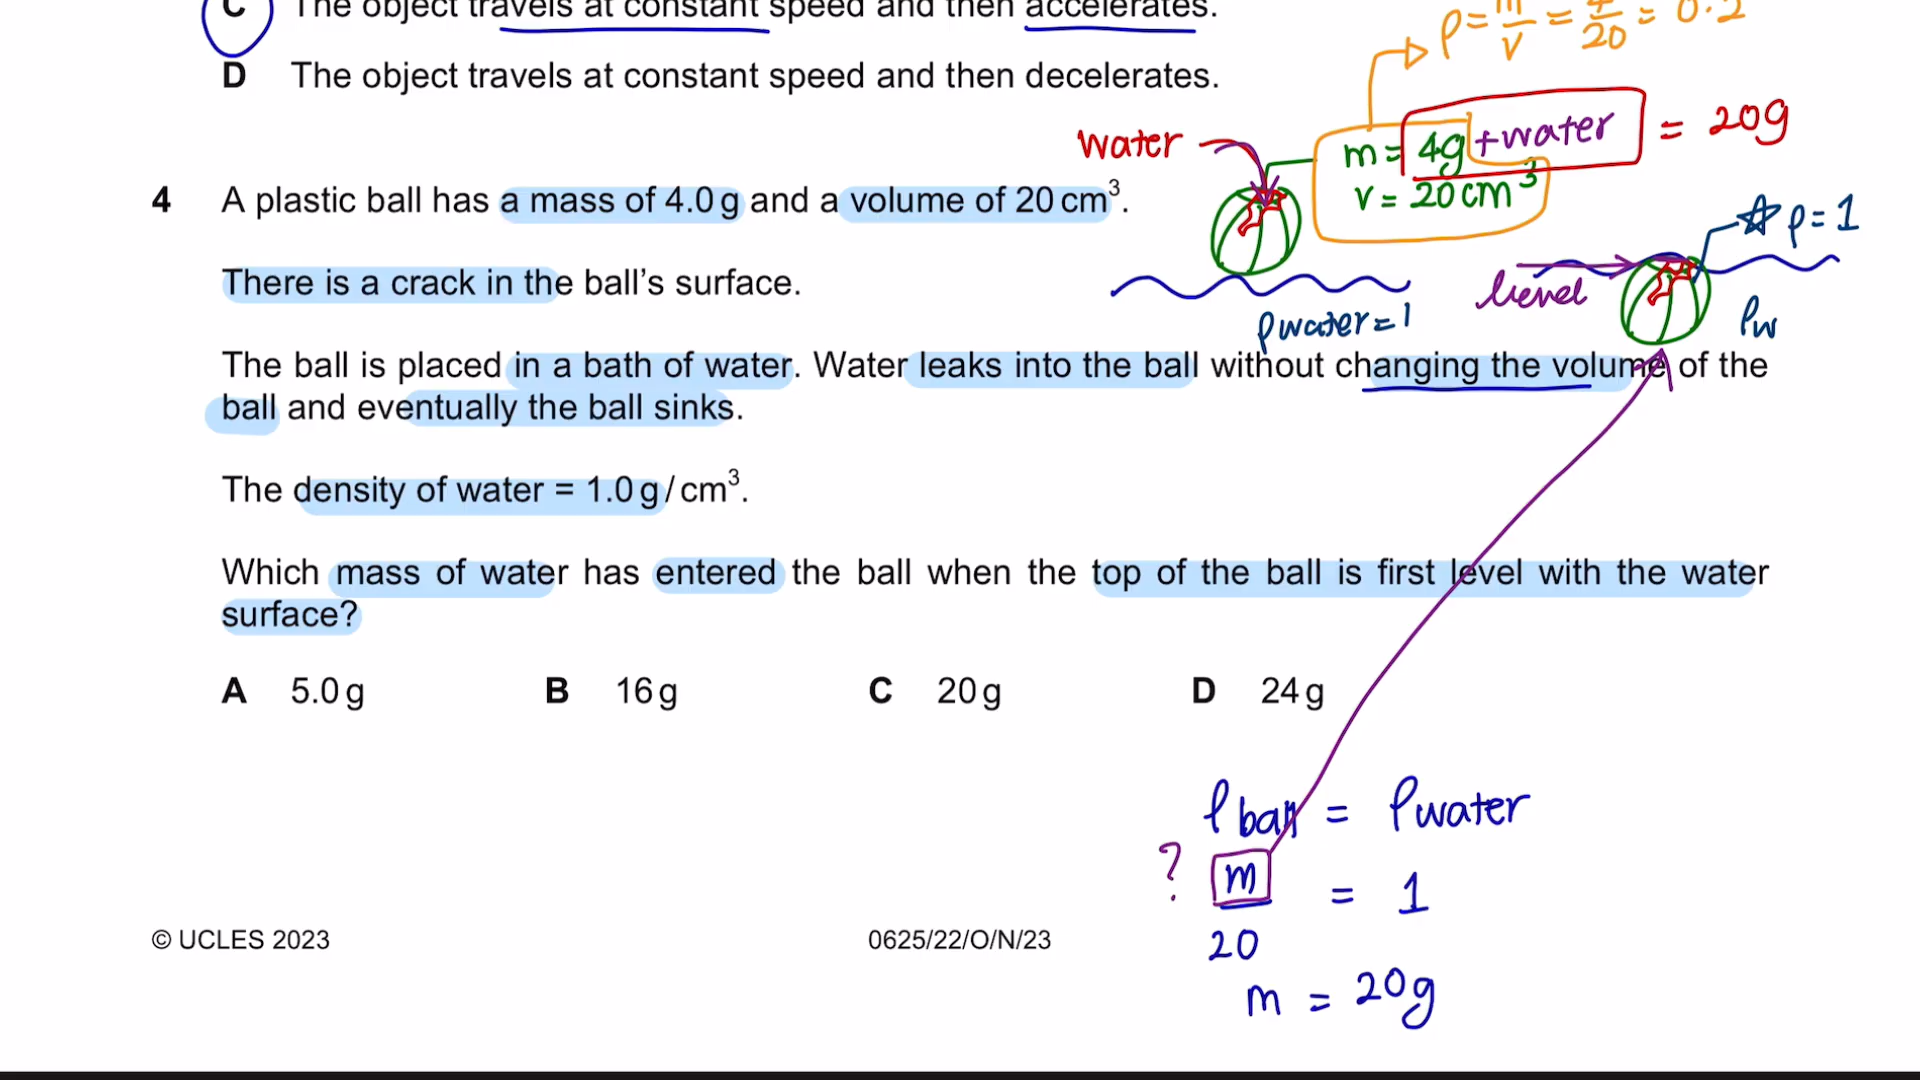 C The object travels at constant speed and then accelerates.
ρ = m/v = 4/20 = 0.2
D The object travels at constant speed and then decelerates.
water
m = 4g + water = 20g
v = 20 cm³
4 A plastic ball has a mass of 4.0 g and a volume of 20 cm³.
☆ ρ = 1
There is a crack in the ball's surface.
level
ρwater = 1
ρw
The ball is placed in a bath of water. Water leaks into the ball without changing the volume of the
ball and eventually the ball sinks.
The density of water = 1.0 g / cm³.
Which mass of water has entered the ball when the top of the ball is first level with the water
surface?
A 5.0 g B 16 g C 20 g D 24 g
ρball = ρwater
? m/20 = 1
m = 20g
© UCLES 2023 0625/22/O/N/23